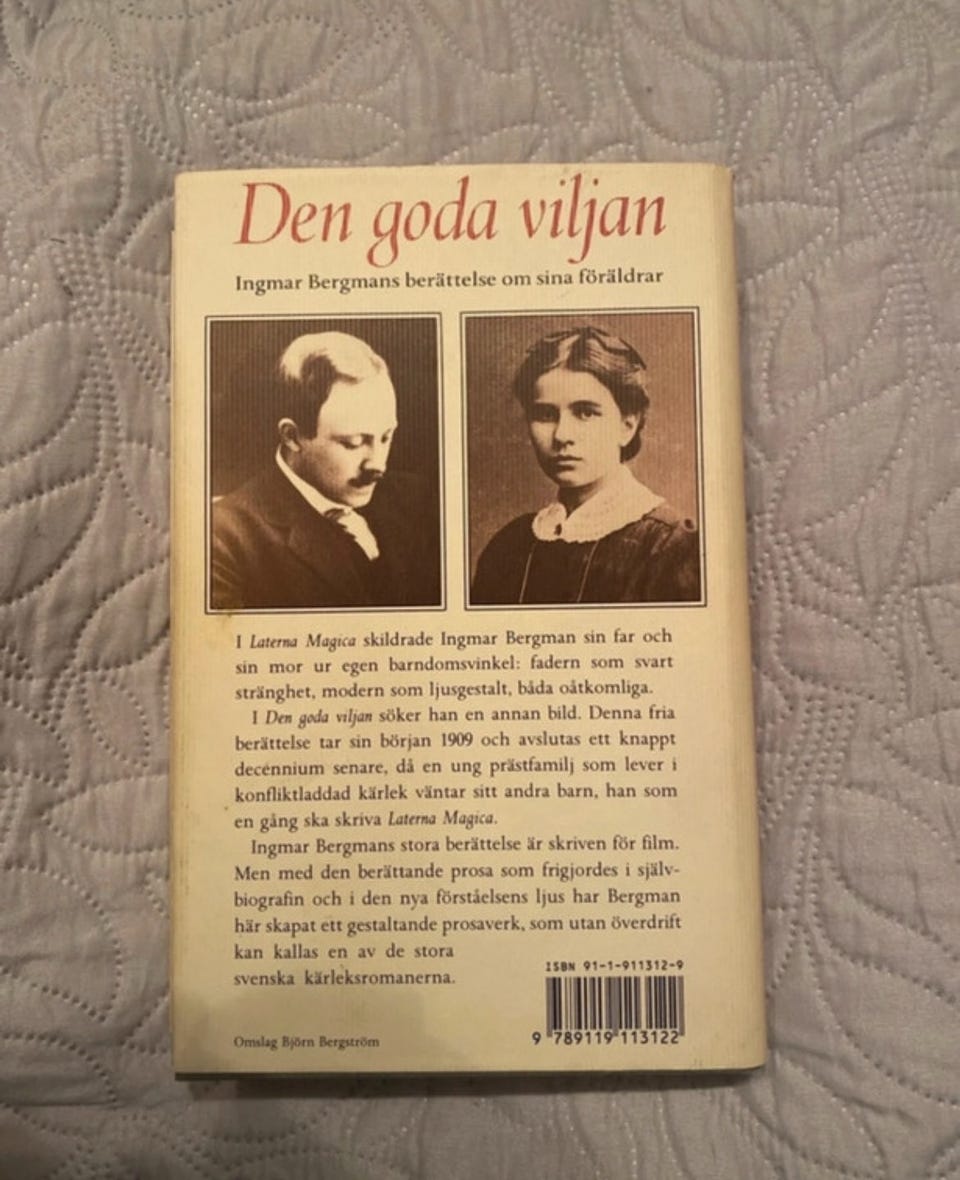 Den goda viljan
Ingmar Bergmans berättelse om sina föräldrar
I Laterna Magica skildrade Ingmar Bergman sin far och
sin mor ur egen barndomsvinkel: fadern som svart
stränghet, modern som ljusgestalt, båda oåtkomliga.
I Den goda viljan söker han en annan bild. Denna fria
berättelse tar sin början 1909 och avslutas ett knappt
decennium senare, då en ung prästfamilj som lever i
konfliktladdad kärlek väntar sitt andra barn, han som
en gång ska skriva Laterna Magica.
Ingmar Bergmans stora berättelse är skriven för film.
Men med den berättande prosa som frigjordes i själv-
biografin och i den nya förståelsens ljus har Bergman
här skapat ett gestaltande prosaverk, som utan överdrift
kan kallas en av de stora
svenska kärleksromanerna.
ISBN 91-1-911312-9
9 789119 113122
Omslag Björn Bergström